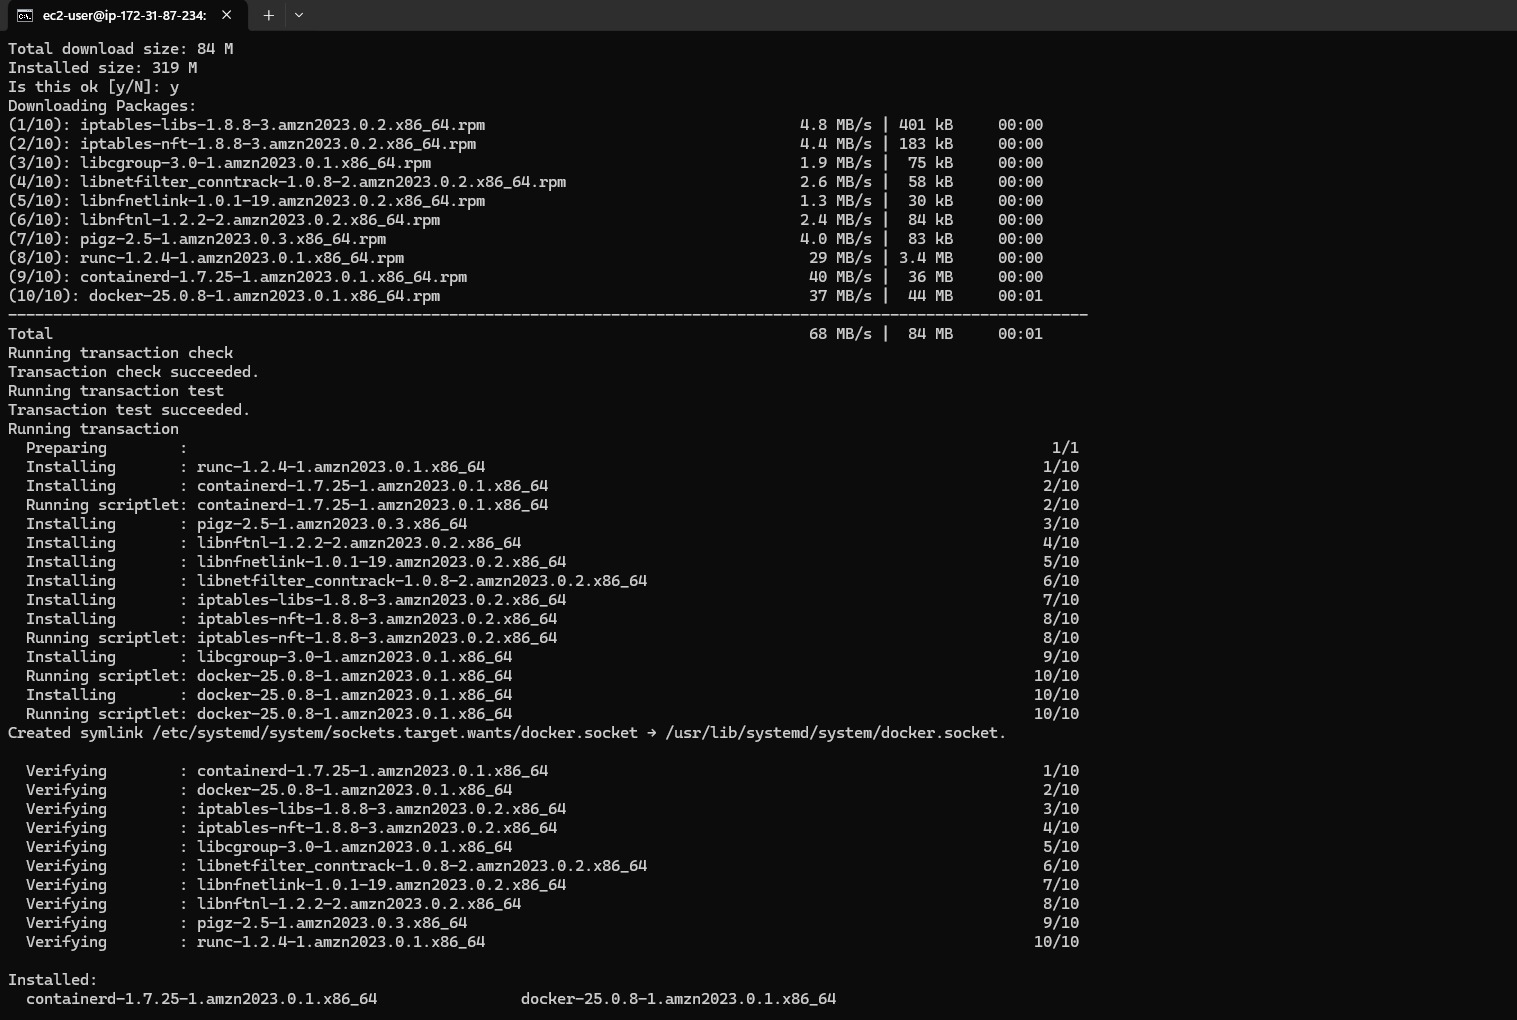 ec2-user@ip-172-31-87-234:
Total download size: 84 M
Installed size: 319 M
Is this ok [y/N]: y
Downloading Packages:
(1/10): iptables-libs-1.8.8-3.amzn2023.0.2.x86_64.rpm 4.8 MB/s | 401 kB 00:00
(2/10): iptables-nft-1.8.8-3.amzn2023.0.2.x86_64.rpm 4.4 MB/s | 183 kB 00:00
(3/10): libcgroup-3.0-1.amzn2023.0.1.x86_64.rpm 1.9 MB/s | 75 kB 00:00
(4/10): libnetfilter_conntrack-1.0.8-2.amzn2023.0.2.x86_64.rpm 2.6 MB/s | 58 kB 00:00
(5/10): libnfnetlink-1.0.1-19.amzn2023.0.2.x86_64.rpm 1.3 MB/s | 30 kB 00:00
(6/10): libnftnl-1.2.2-2.amzn2023.0.2.x86_64.rpm 2.4 MB/s | 84 kB 00:00
(7/10): pigz-2.5-1.amzn2023.0.3.x86_64.rpm 4.0 MB/s | 83 kB 00:00
(8/10): runc-1.2.4-1.amzn2023.0.1.x86_64.rpm 29 MB/s | 3.4 MB 00:00
(9/10): containerd-1.7.25-1.amzn2023.0.1.x86_64.rpm 40 MB/s | 36 MB 00:00
(10/10): docker-25.0.8-1.amzn2023.0.1.x86_64.rpm 37 MB/s | 44 MB 00:01
------------------------------------------------------------------------------------------------------------------------
Total 68 MB/s | 84 MB 00:01
Running transaction check
Transaction check succeeded.
Running transaction test
Transaction test succeeded.
Running transaction
Preparing : 1/1
Installing : runc-1.2.4-1.amzn2023.0.1.x86_64 1/10
Installing : containerd-1.7.25-1.amzn2023.0.1.x86_64 2/10
Running scriptlet: containerd-1.7.25-1.amzn2023.0.1.x86_64 2/10
Installing : pigz-2.5-1.amzn2023.0.3.x86_64 3/10
Installing : libnftnl-1.2.2-2.amzn2023.0.2.x86_64 4/10
Installing : libnfnetlink-1.0.1-19.amzn2023.0.2.x86_64 5/10
Installing : libnetfilter_conntrack-1.0.8-2.amzn2023.0.2.x86_64 6/10
Installing : iptables-libs-1.8.8-3.amzn2023.0.2.x86_64 7/10
Installing : iptables-nft-1.8.8-3.amzn2023.0.2.x86_64 8/10
Running scriptlet: iptables-nft-1.8.8-3.amzn2023.0.2.x86_64 8/10
Installing : libcgroup-3.0-1.amzn2023.0.1.x86_64 9/10
Running scriptlet: docker-25.0.8-1.amzn2023.0.1.x86_64 10/10
Installing : docker-25.0.8-1.amzn2023.0.1.x86_64 10/10
Running scriptlet: docker-25.0.8-1.amzn2023.0.1.x86_64 10/10
Created symlink /etc/systemd/system/sockets.target.wants/docker.socket → /usr/lib/systemd/system/docker.socket.
Verifying : containerd-1.7.25-1.amzn2023.0.1.x86_64 1/10
Verifying : docker-25.0.8-1.amzn2023.0.1.x86_64 2/10
Verifying : iptables-libs-1.8.8-3.amzn2023.0.2.x86_64 3/10
Verifying : iptables-nft-1.8.8-3.amzn2023.0.2.x86_64 4/10
Verifying : libcgroup-3.0-1.amzn2023.0.1.x86_64 5/10
Verifying : libnetfilter_conntrack-1.0.8-2.amzn2023.0.2.x86_64 6/10
Verifying : libnfnetlink-1.0.1-19.amzn2023.0.2.x86_64 7/10
Verifying : libnftnl-1.2.2-2.amzn2023.0.2.x86_64 8/10
Verifying : pigz-2.5-1.amzn2023.0.3.x86_64 9/10
Verifying : runc-1.2.4-1.amzn2023.0.1.x86_64 10/10
Installed:
containerd-1.7.25-1.amzn2023.0.1.x86_64 docker-25.0.8-1.amzn2023.0.1.x86_64